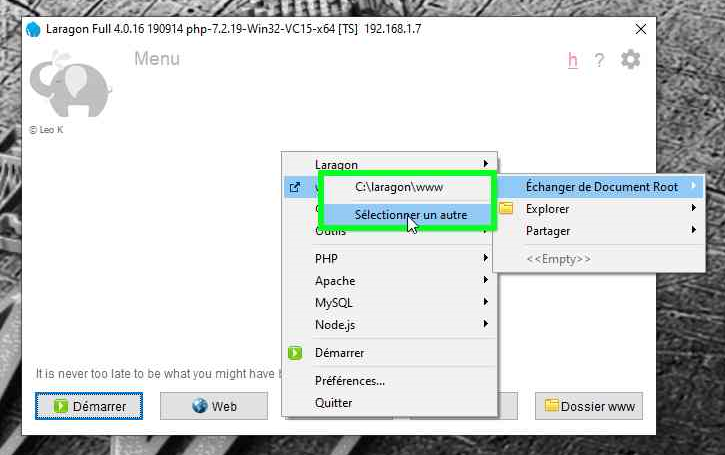 Laragon Full 4.0.16 190914 php-7.2.19-Win32-VC15-x64 [TS] 192.168.1.7
Menu
h ?
© Leo K
Laragon
C:\laragon\www
Échanger de Document Root
Sélectionner un autre
Explorer
Outils
Partager
PHP
<<Empty>>
Apache
MySQL
Node.js
Démarrer
It is never too late to be what you might have
Préférences...
Quitter
Démarrer
Web
Dossier www